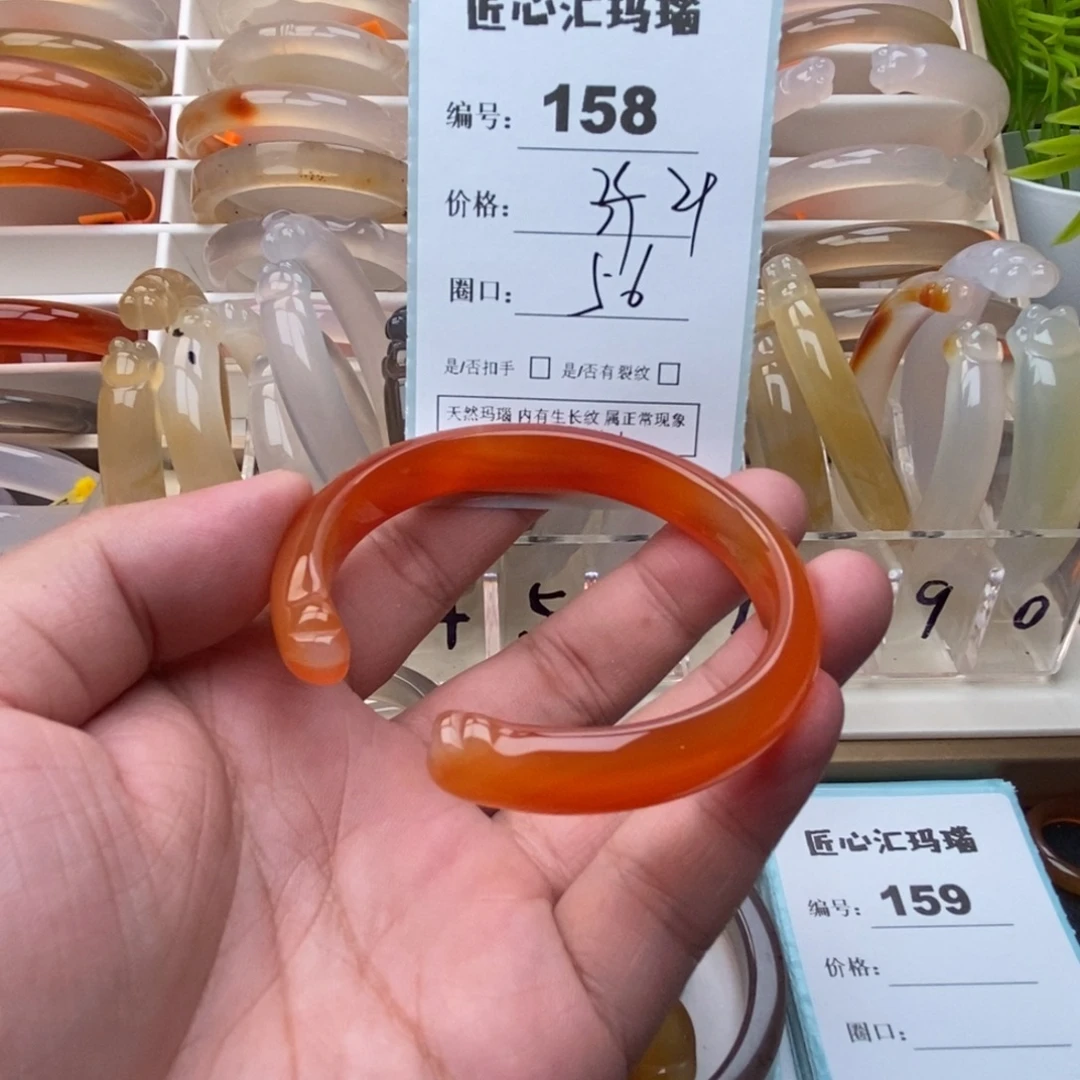 匠心汇玛瑙
编号: 158
价格:
圈口: 56
是/否扣手 □ 是/否有裂纹 □
天然玛瑙 内有生长纹 属正常现象
9 0
匠心汇玛瑙
编号: 159
价格:
圈口: